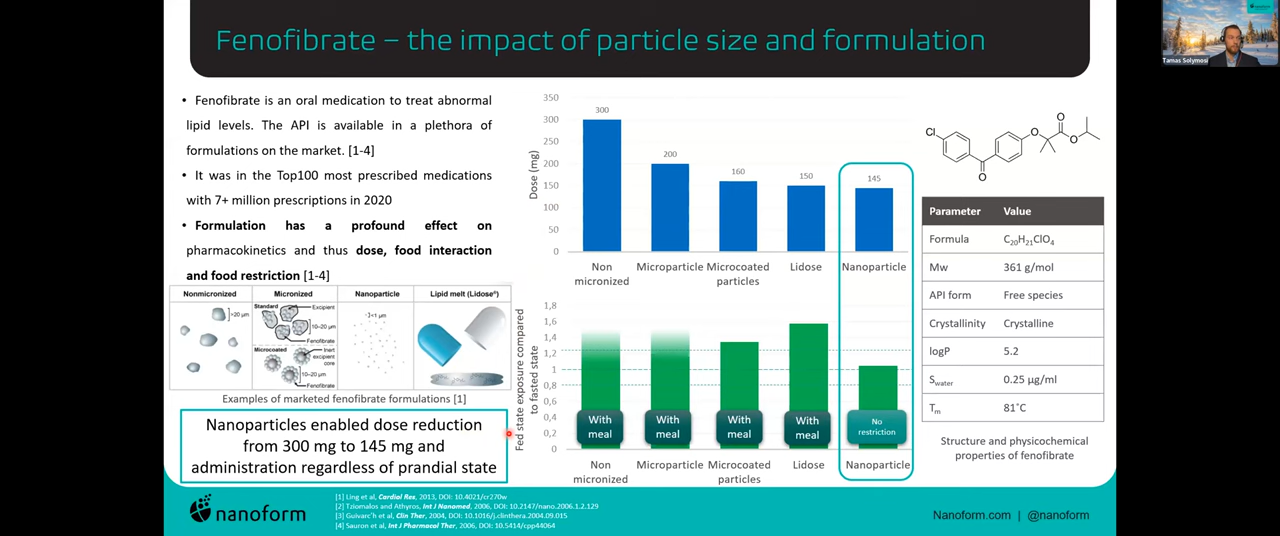 Fenofibrate – the impact of particle size and formulation
Tamas Solymosi
• Fenofibrate is an oral medication to treat abnormal
lipid levels. The API is available in a plethora of
formulations on the market. [1-4]
• It was in the Top100 most prescribed medications
with 7+ million prescriptions in 2020
• Formulation has a profound effect on
pharmacokinetics and thus dose, food interaction
and food restriction [1-4]
Nonmicronized
>20 μm
Micronized
Standard
Excipient
10–20 μm
Fenofibrate
Microcoated
Inert
excipient
core
10–20 μm
Fenofibrate
Nanoparticle
<1 μm
Lipid melt (Lidose®)
Examples of marketed fenofibrate formulations [1]
Nanoparticles enabled dose reduction
from 300 mg to 145 mg and
administration regardless of prandial state
Dose (mg)
350
300
250
200
150
100
50
0
300
200
160
150
145
Non
micronized
Microparticle
Microcoated
particles
Lidose
Nanoparticle
Fed state exposure compared
to fasted state
1,8
1,6
1,4
1,2
1
0,8
0,6
0,4
0,2
0
With
meal
With
meal
With
meal
With
meal
No
restriction
Non
micronized
Microparticle
Microcoated
particles
Lidose
Nanoparticle
Cl
O
O
O
O
Parameter Value
Formula C₂₀H₂₁ClO₄
Mw 361 g/mol
API form Free species
Crystallinity Crystalline
logP 5.2
Swater 0.25 μg/ml
Tm 81˚C
Structure and physicochemical
properties of fenofibrate
nanoform
[1] Ling et al, Cardial Res, 2013, DOI: 10.4021/cr270w
[2] Tziomalos and Athyros, Int J Nanomed, 2006, DOI: 10.2147/nano.2006.1.2.129
[3] Guivarc'h et al, Clin Ther, 2004, DOI: 10.1016/j.clinthera.2004.09.015
[4] Sauron et al, Int J Pharmacol Ther, 2006, DOI: 10.5414/cpp44064
Nanoform.com | @nanoform